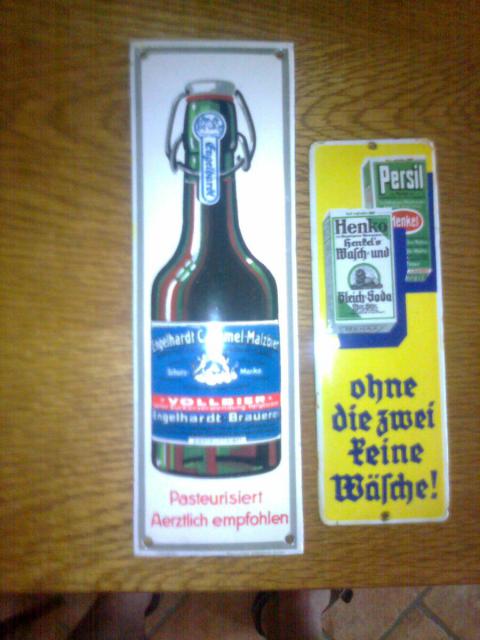 Engelhardt
Engelhardt Caramel-Malzbier
Schutz- Marke.
VOLLBIER
Engelhardt Brauerei
Pasteurisiert
Aerztlich empfohlen
Persil
Henkel
Henko
Henkel's
Wasch- und
Bleich-Soda
ohne
die zwei
keine
Wäsche!